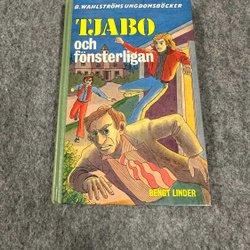 B. WAHLSTRÖMS UNGDOMSBÖCKER
TJABO
och
fönsterligan
BENGT LINDER